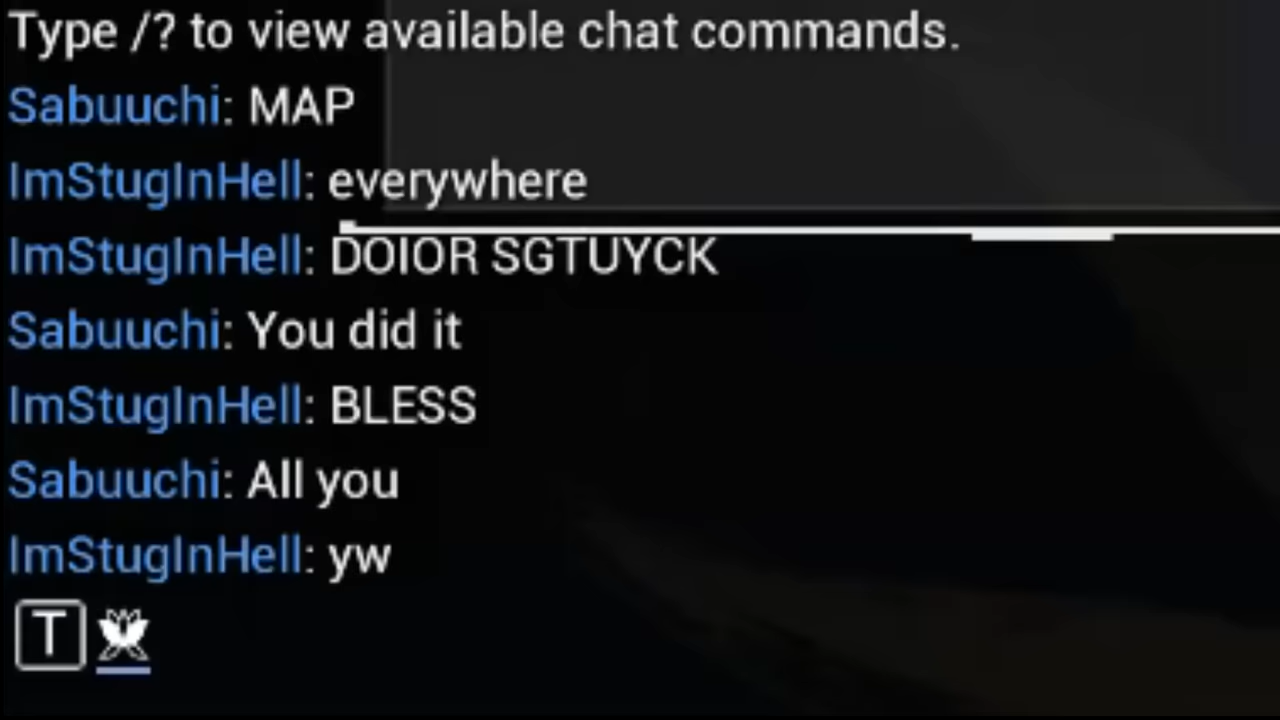 Type /? to view available chat commands.
Sabuuchi: MAP
ImStugInHell: everywhere
ImStugInHell: DOIOR SGTUYCK
Sabuuchi: You did it
ImStugInHell: BLESS
Sabuuchi: All you
ImStugInHell: yw
T